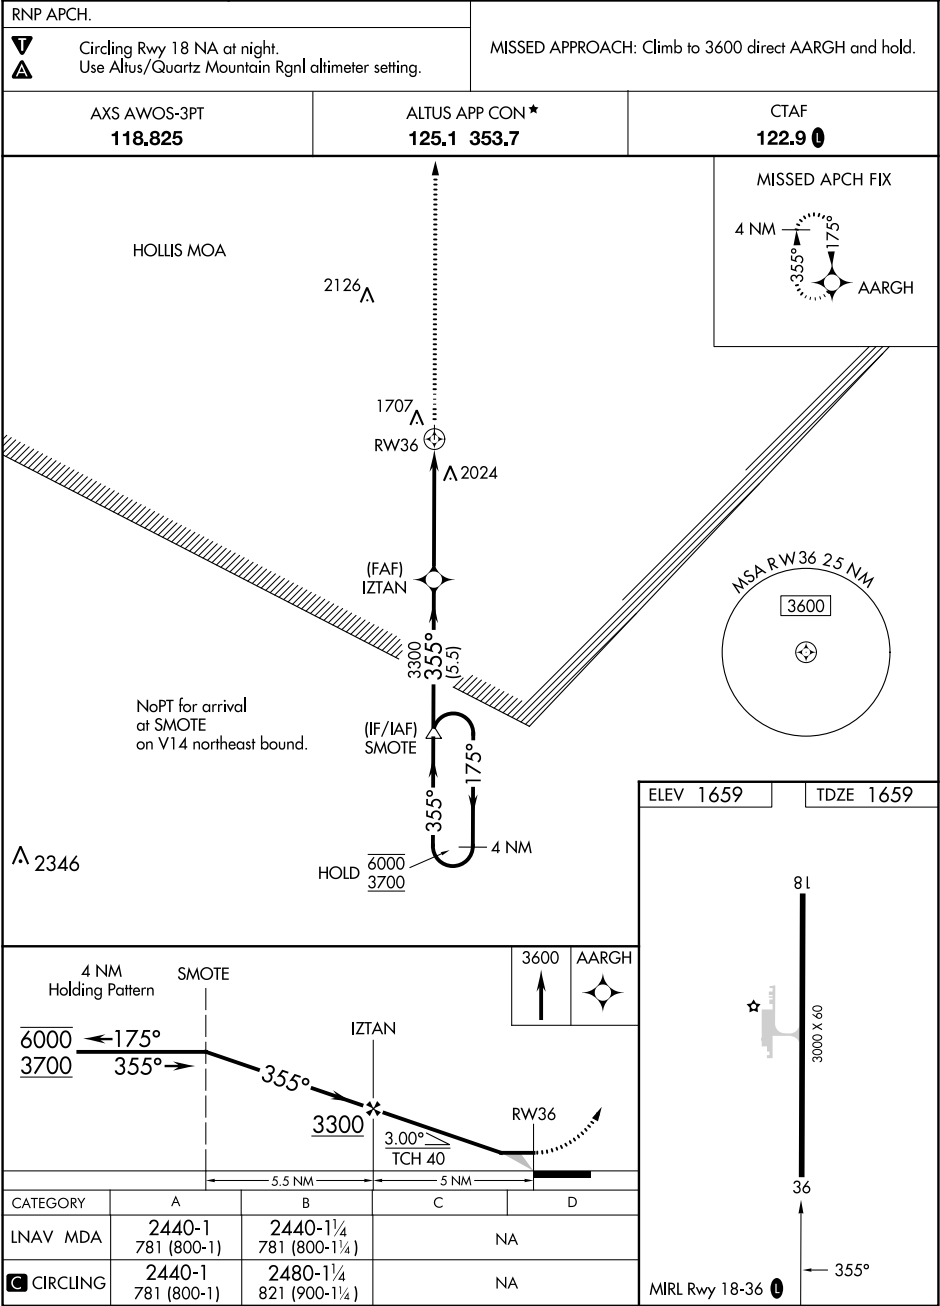 RNP APCH.
T
Circling Rwy 18 NA at night.
A
Use Altus/Quartz Mountain Rgnl altimeter setting.
MISSED APPROACH: Climb to 3600 direct AARGH and hold.
AXS AWOS-3PT
118.825
ALTUS APP CON ★
125.1 353.7
CTAF
122.9 L
MISSED APCH FIX
4 NM
355°
175°
AARGH
HOLLIS MOA
2126
1707
RW36
2024
(FAF)
IZTAN
3300
355°
(5.5)
MSA RW36 25 NM
3600
NoPT for arrival
at SMOTE
on V14 northeast bound.
(IF/IAF)
SMOTE
355°
175°
4 NM
HOLD 6000
3700
2346
ELEV 1659
TDZE 1659
18
3000 X 60
36
355°
MIRL Rwy 18-36 L
4 NM
Holding Pattern
SMOTE
IZTAN
3600
AARGH
6000
3700
175°
355°
355°
3300
3.00°
TCH 40
RW36
5.5 NM
5 NM
CATEGORY A B C D
LNAV MDA
2440-1
781 (800-1)
2440-1¼
781 (800-1¼)
NA
C CIRCLING
2440-1
781 (800-1)
2480-1¼
821 (900-1¼)
NA